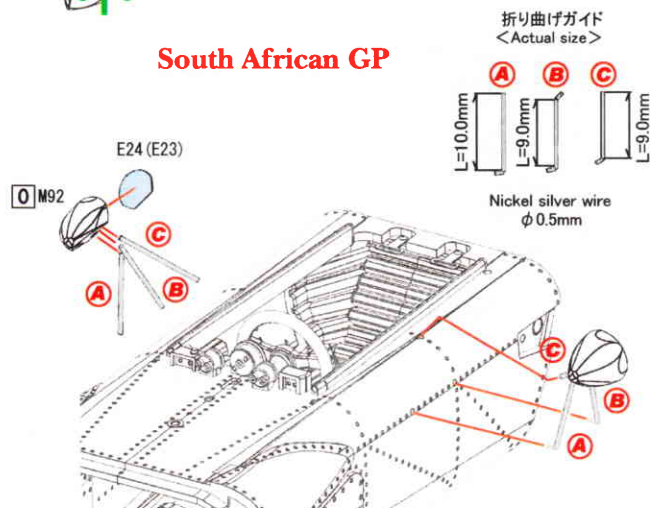 折り曲げガイド
<Actual size>
South African GP
A
B
C
L=10.0mm
L=9.0mm
L=9.0mm
E24 (E23)
0 M92
Nickel silver wire
φ0.5mm
C
A
B
C
B
A